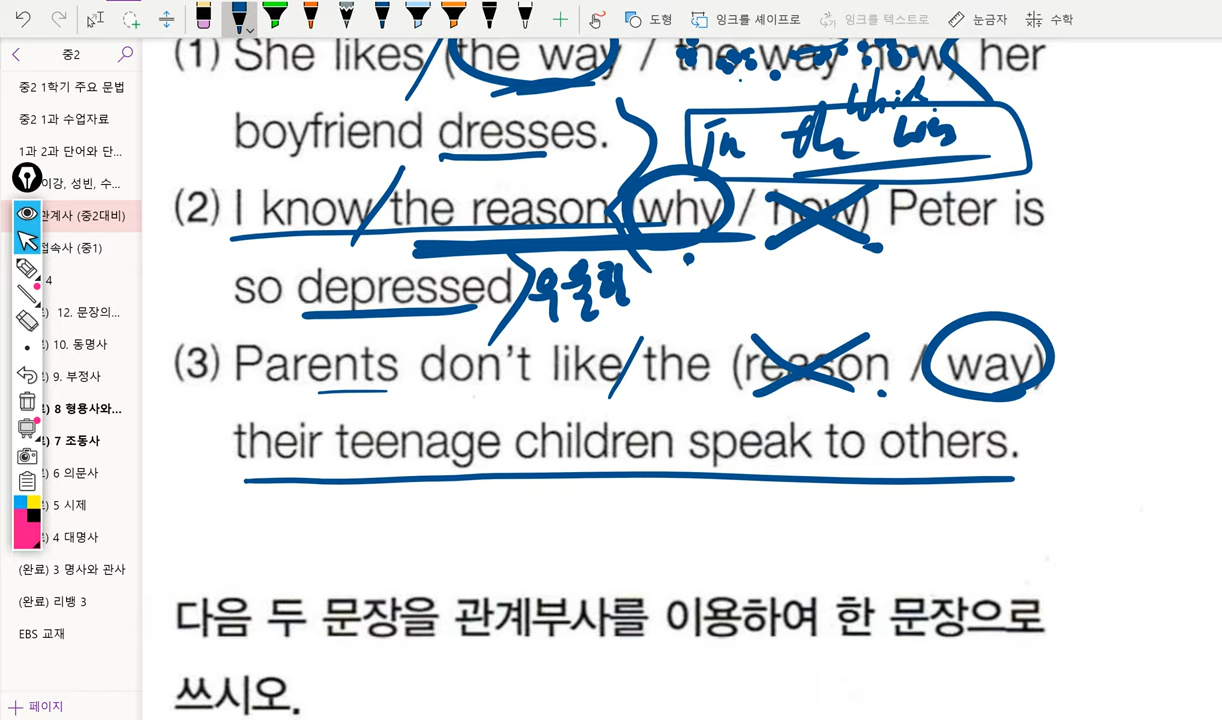 도형
잉크를 셰이프로
잉크를 텍스트로
눈금자
수학
중2
중2 1학기 주요 문법
중2 1과 수업자료
1과 2과 단어와 단...
이강, 성빈, 수...
관계사 (중2대비)
접속사 (중1)
4
12. 문장의...
10. 동명사
9. 부정사
8 형용사와...
7 조동사
6 의문사
5 시제
4 대명사
(완료) 3 명사와 관사
(완료) 리뱅 3
EBS 교재
페이지
(1) She likes (the way / the way how) her
boyfriend dresses.
in the
(2) I know the reason (why / how) Peter is
so depressed
우울한
(3) Parents don't like the (reason / way)
their teenage children speak to others.
다음 두 문장을 관계부사를 이용하여 한 문장으로
쓰시오.